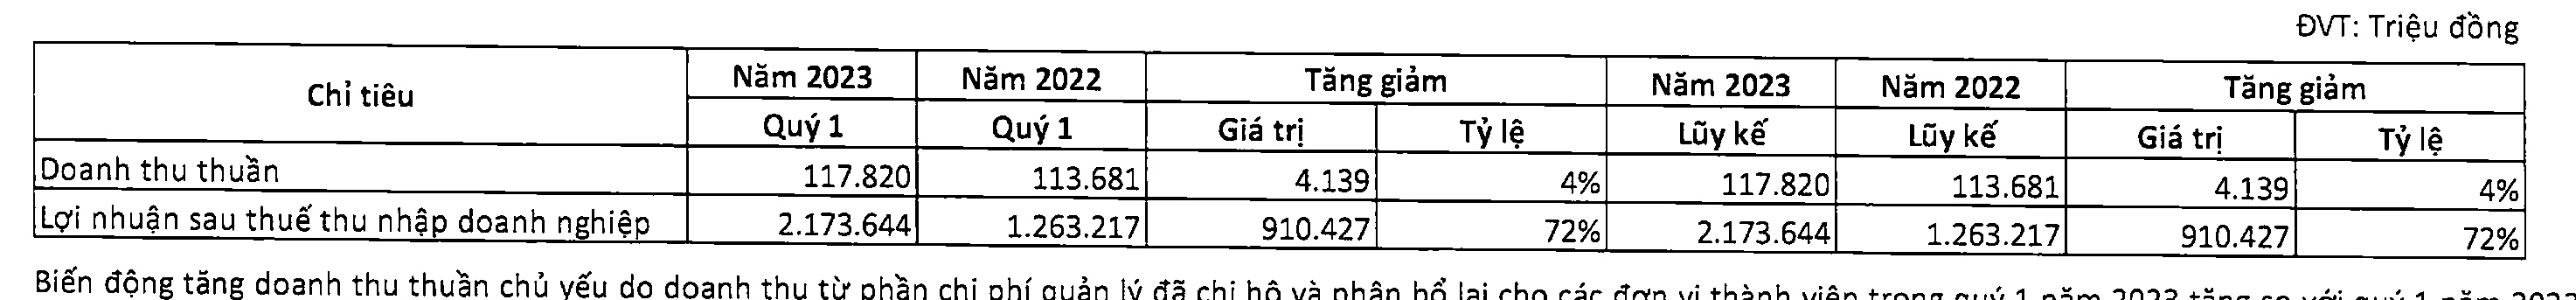 ĐVT: Triệu đồng
Chỉ tiêu Năm 2023 Năm 2022 Tăng giảm Năm 2023 Năm 2022 Tăng giảm
Quý 1 Quý 1 Giá trị Tỷ lệ Lũy kế Lũy kế Giá trị Tỷ lệ
Doanh thu thuần 117.820 113.681 4.139 4% 117.820 113.681 4.139 4%
Lợi nhuận sau thuế thu nhập doanh nghiệp 2.173.644 1.263.217 910.427 72% 2.173.644 1.263.217 910.427 72%
Biến động tăng doanh thu thuần chủ yếu do doanh thu từ phần chi phí quản lý đã chi hộ và phân bổ lại cho các đơn vị thành viên trong quý 1 năm 2023 tăng so với quý 1 năm 2022